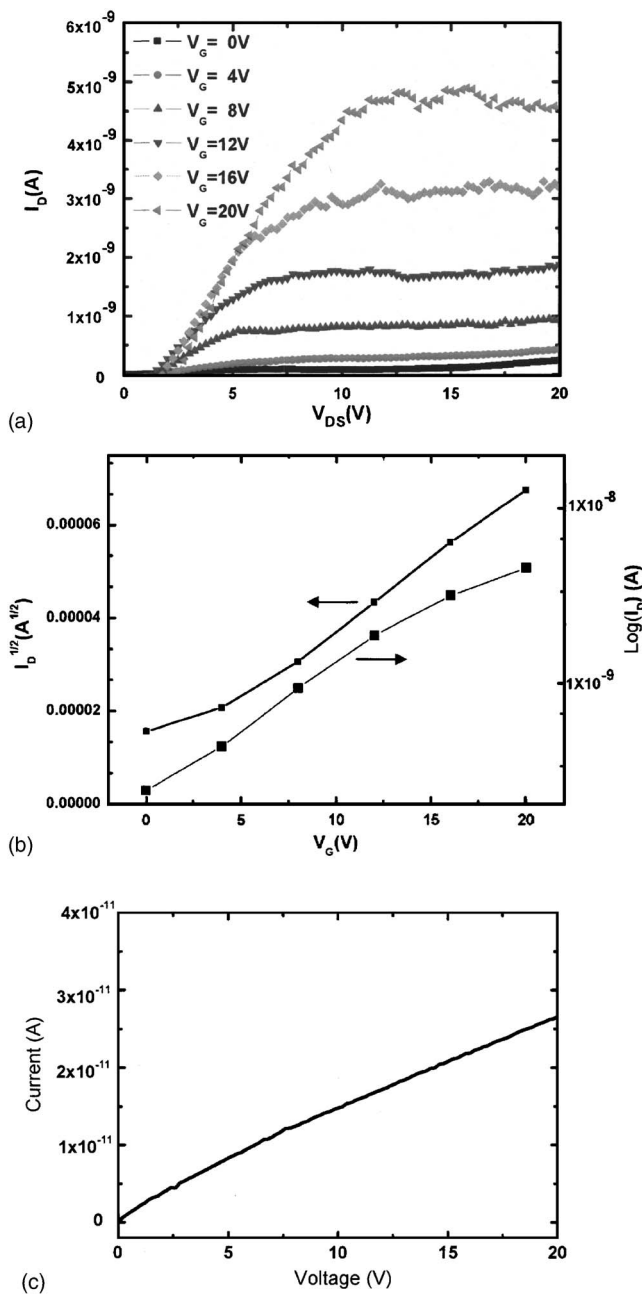 6x10⁻⁹
5x10⁻⁹
4x10⁻⁹
3x10⁻⁹
2x10⁻⁹
1x10⁻⁹
0
I_D(A)
V_G= 0V
V_G= 4V
V_G= 8V
V_G=12V
V_G=16V
V_G=20V
0 5 10 15 20
V_DS(V)
(a)
0.00006
0.00004
0.00002
0.00000
I_D^1/2(A^1/2)
1X10⁻⁸
1X10⁻⁹
Log(I_D) (A)
0 5 10 15 20
V_G(V)
(b)
4x10⁻¹¹
3x10⁻¹¹
2x10⁻¹¹
1x10⁻¹¹
0
Current (A)
0 5 10 15 20
Voltage (V)
(c)